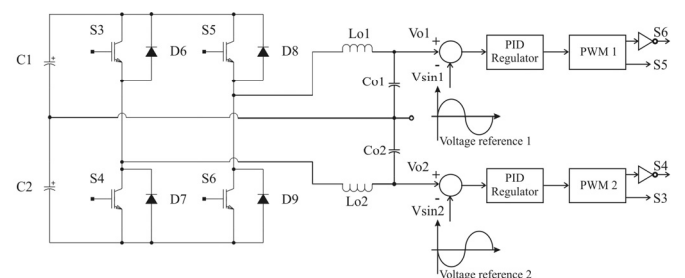 S3
S5
Lo1
Vo1
+
S6
D6
D8
PID
Regulator
PWM 1
C1
+
-
S5
Vsin1
Co1
Voltage reference 1
Co2
S4
S6
Vo2
+
S4
C2
+
PID
Regulator
PWM 2
D7
D9
Lo2
-
S3
Vsin2
Voltage reference 2